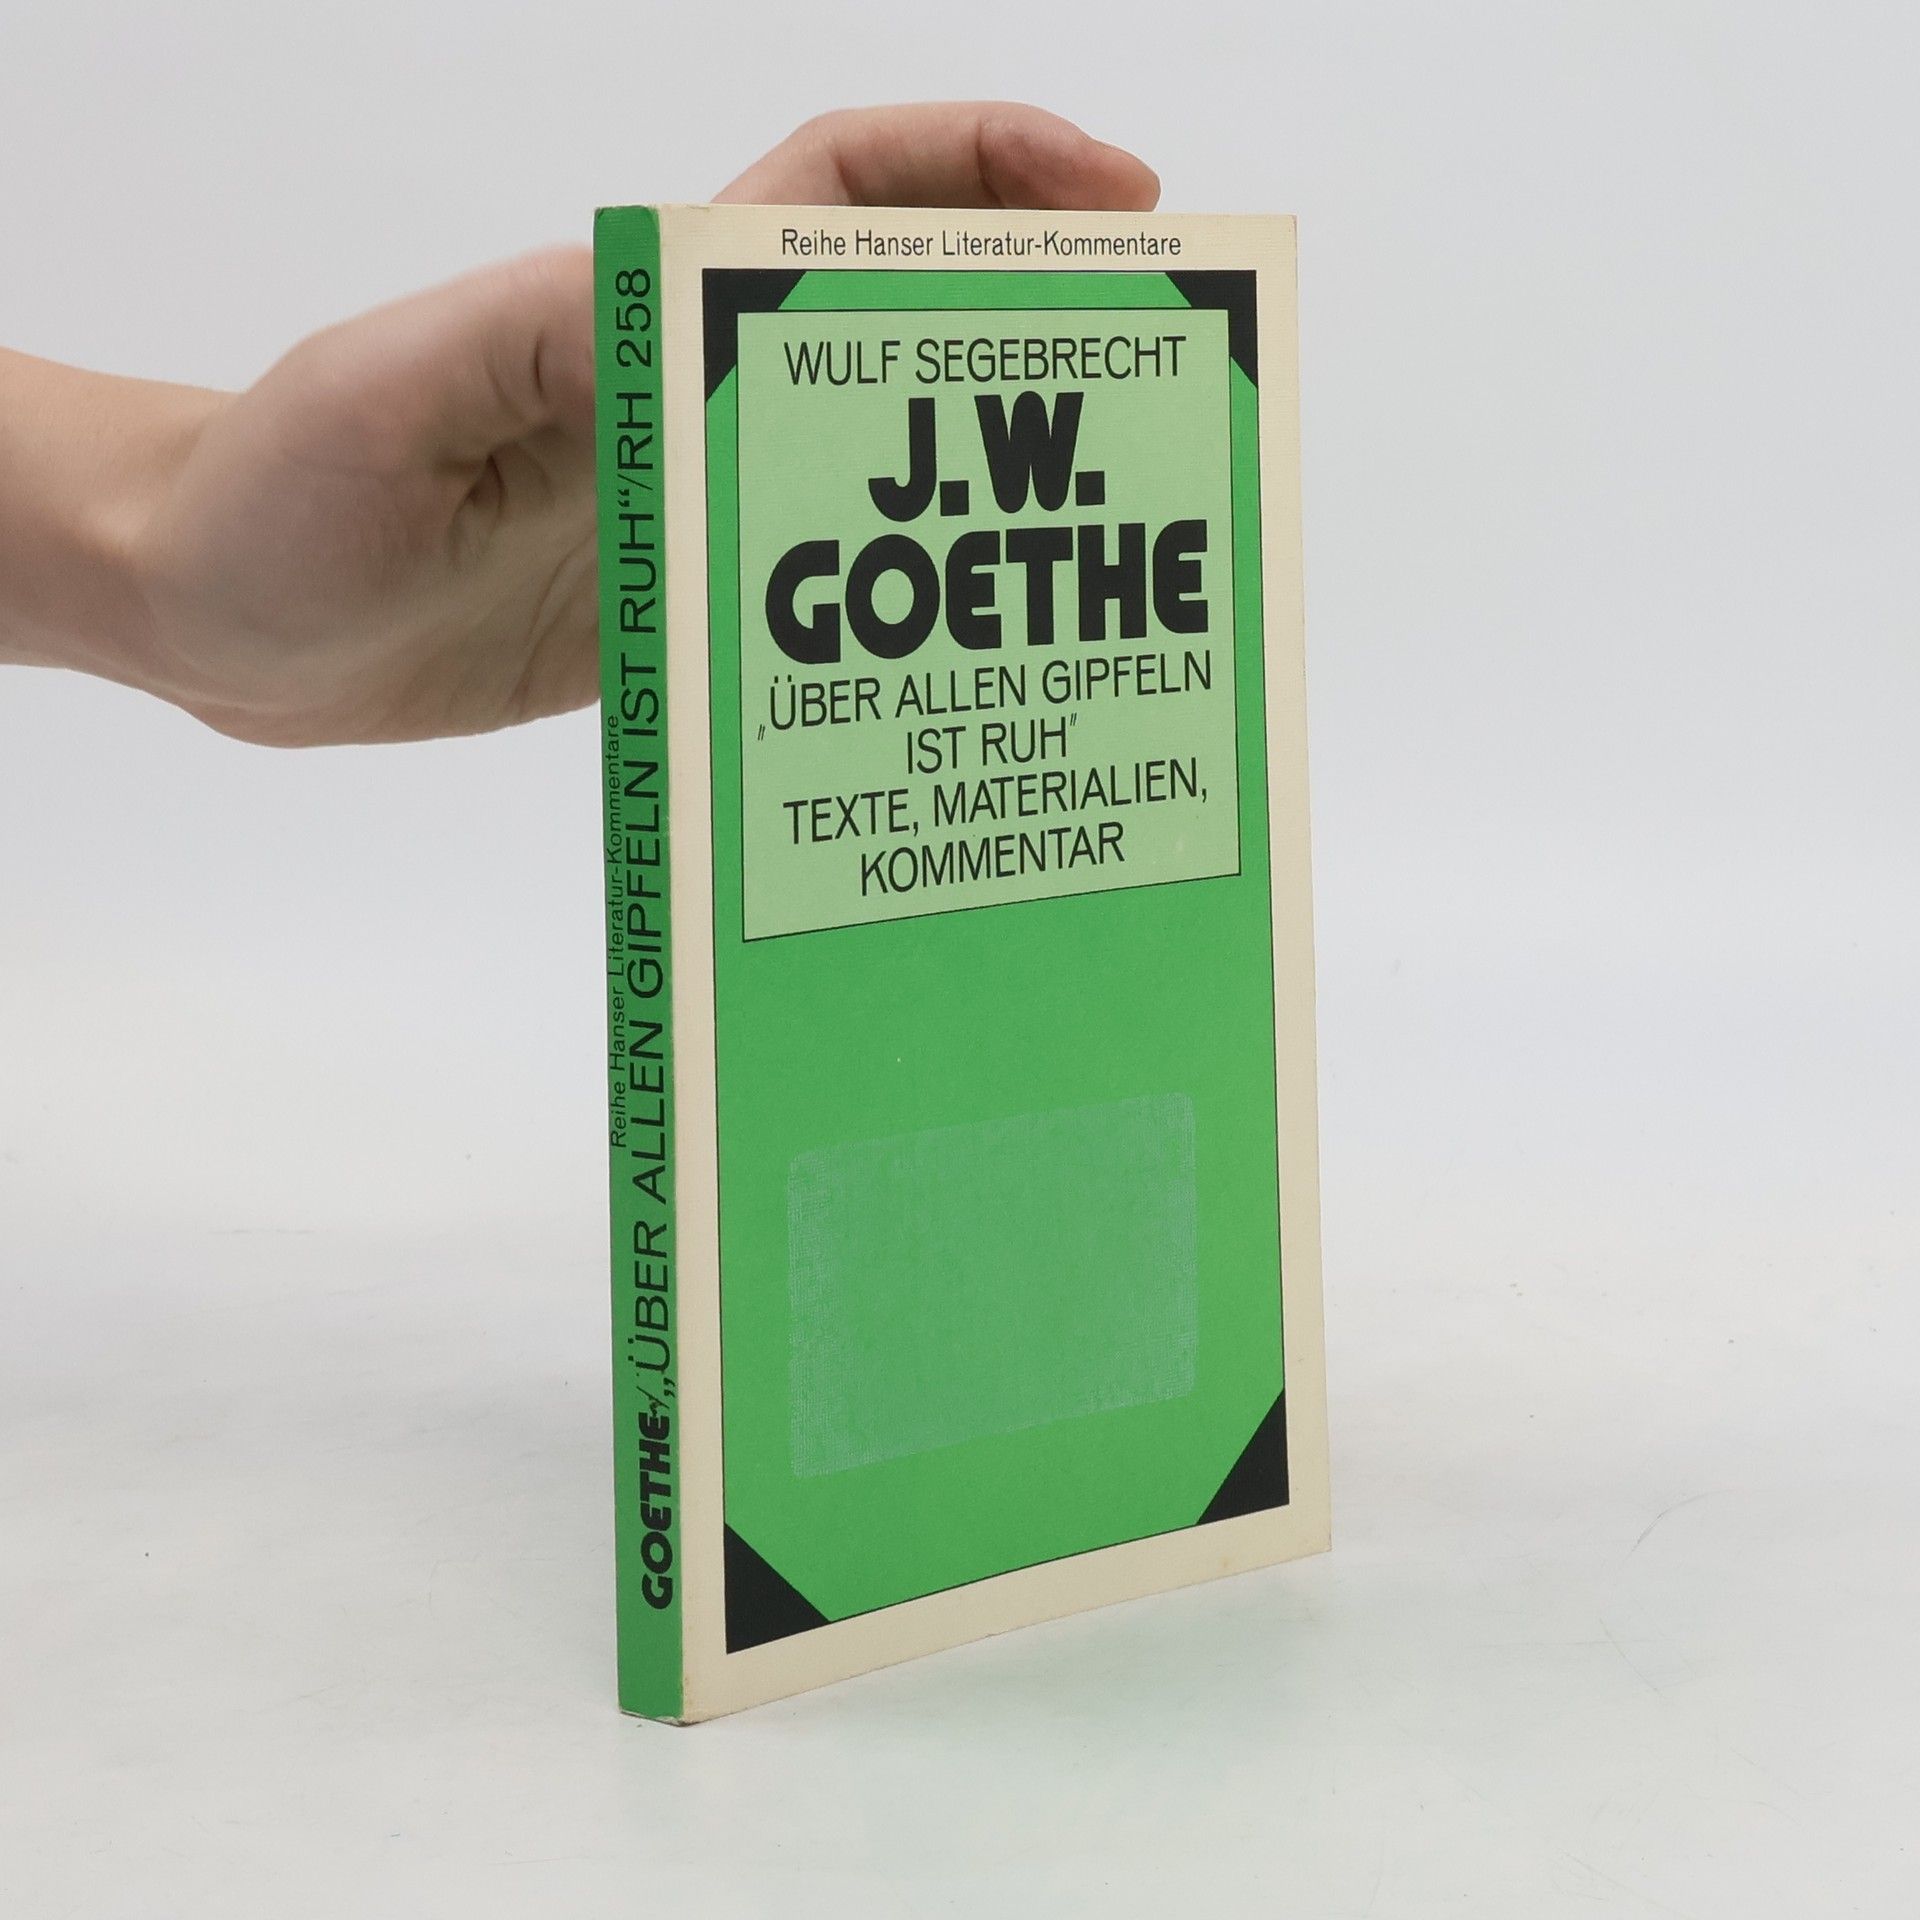 Reihe Hanser Literatur-Kommentare
WULF SEGEBRECHT
J.W.
GOETHE
„ÜBER ALLEN GIPFELN
IST RUH”
TEXTE, MATERIALIEN,
KOMMENTAR
Reihe Hanser Literatur-Kommentare
GOETHE/„ÜBER ALLEN GIPFELN IST RUH“/RH 258